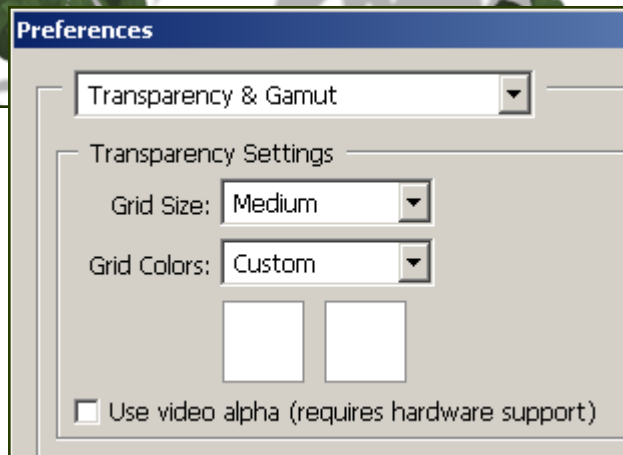 Preferences
Transparency & Gamut
Transparency Settings
Grid Size: Medium
Grid Colors: Custom
Use video alpha (requires hardware support)